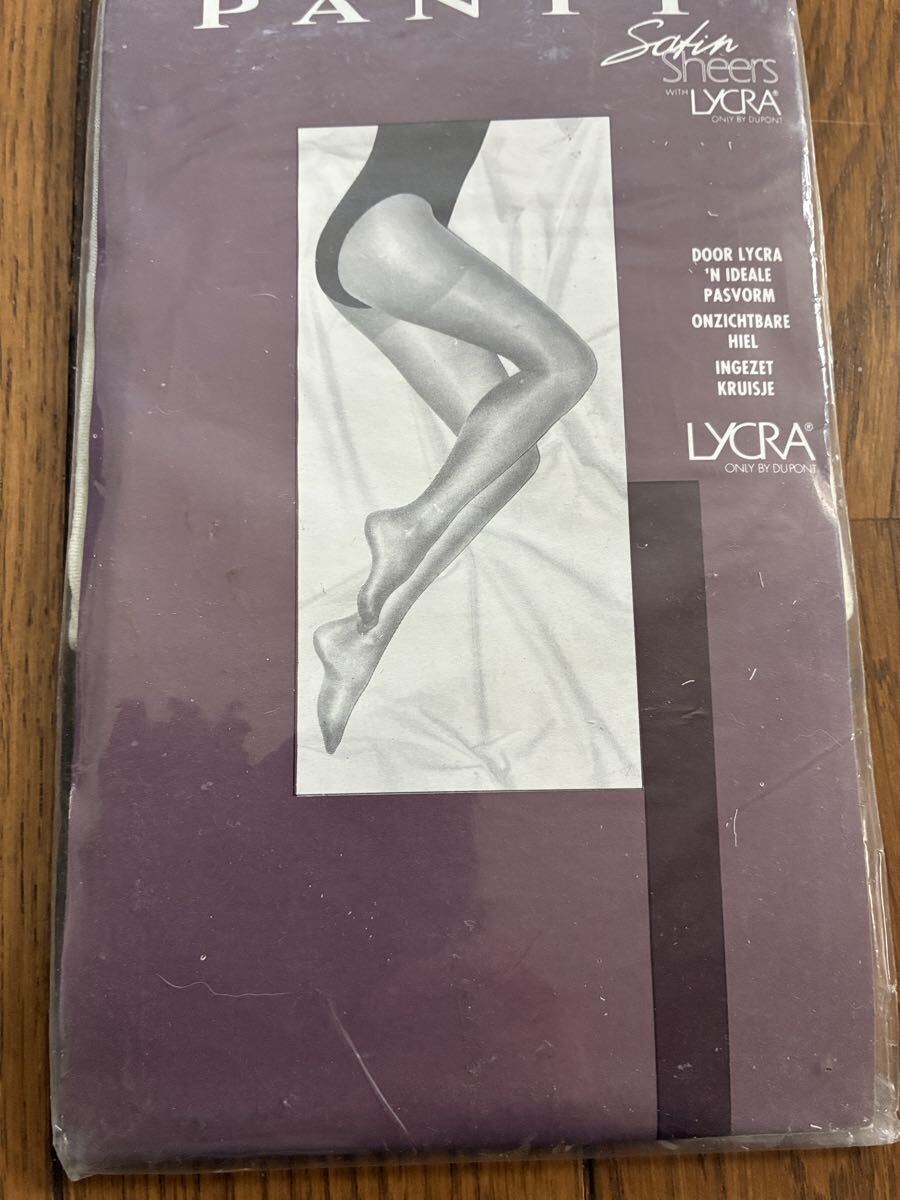 PANTY
Satin
Sheers
WITH LYCRA®
ONLY BY DUPONT
DOOR LYCRA
'N IDEALE
PASVORM
ONZICHTBARE
HIEL
INGEZET
KRUISJE
LYCRA®
ONLY BY DUPONT